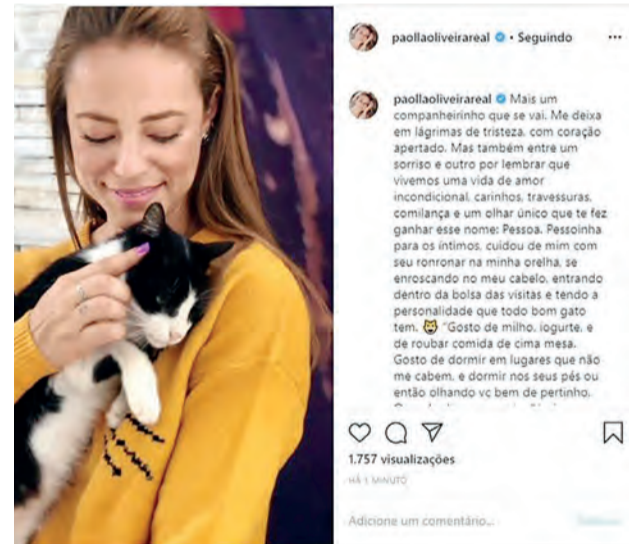 paollaoliveirareal • Seguindo ...
paollaoliveirareal Mais um
companheirinho que se vai. Me deixa
em lágrimas de tristeza, com coração
apertado. Mas também entre um
sorriso e outro por lembrar que
vivemos uma vida de amor
incondicional, carinhos, travessuras,
comilança e um olhar único que te fez
ganhar esse nome: Pessoa. Pessoinha
para os íntimos, cuidou de mim com
seu ronronar na minha orelha, se
enroscando no meu cabelo, entrando
dentro da bolsa das visitas e tendo a
personalidade que todo bom gato
tem. 😺 "Gosto de milho, iogurte, e
de roubar comida de cima mesa.
Gosto de dormir em lugares que não
me cabem, e dormir nos seus pés ou
então olhando vc bem de pertinho.
1.757 visualizações
HÁ 1 MINUTO
Adicione um comentário...